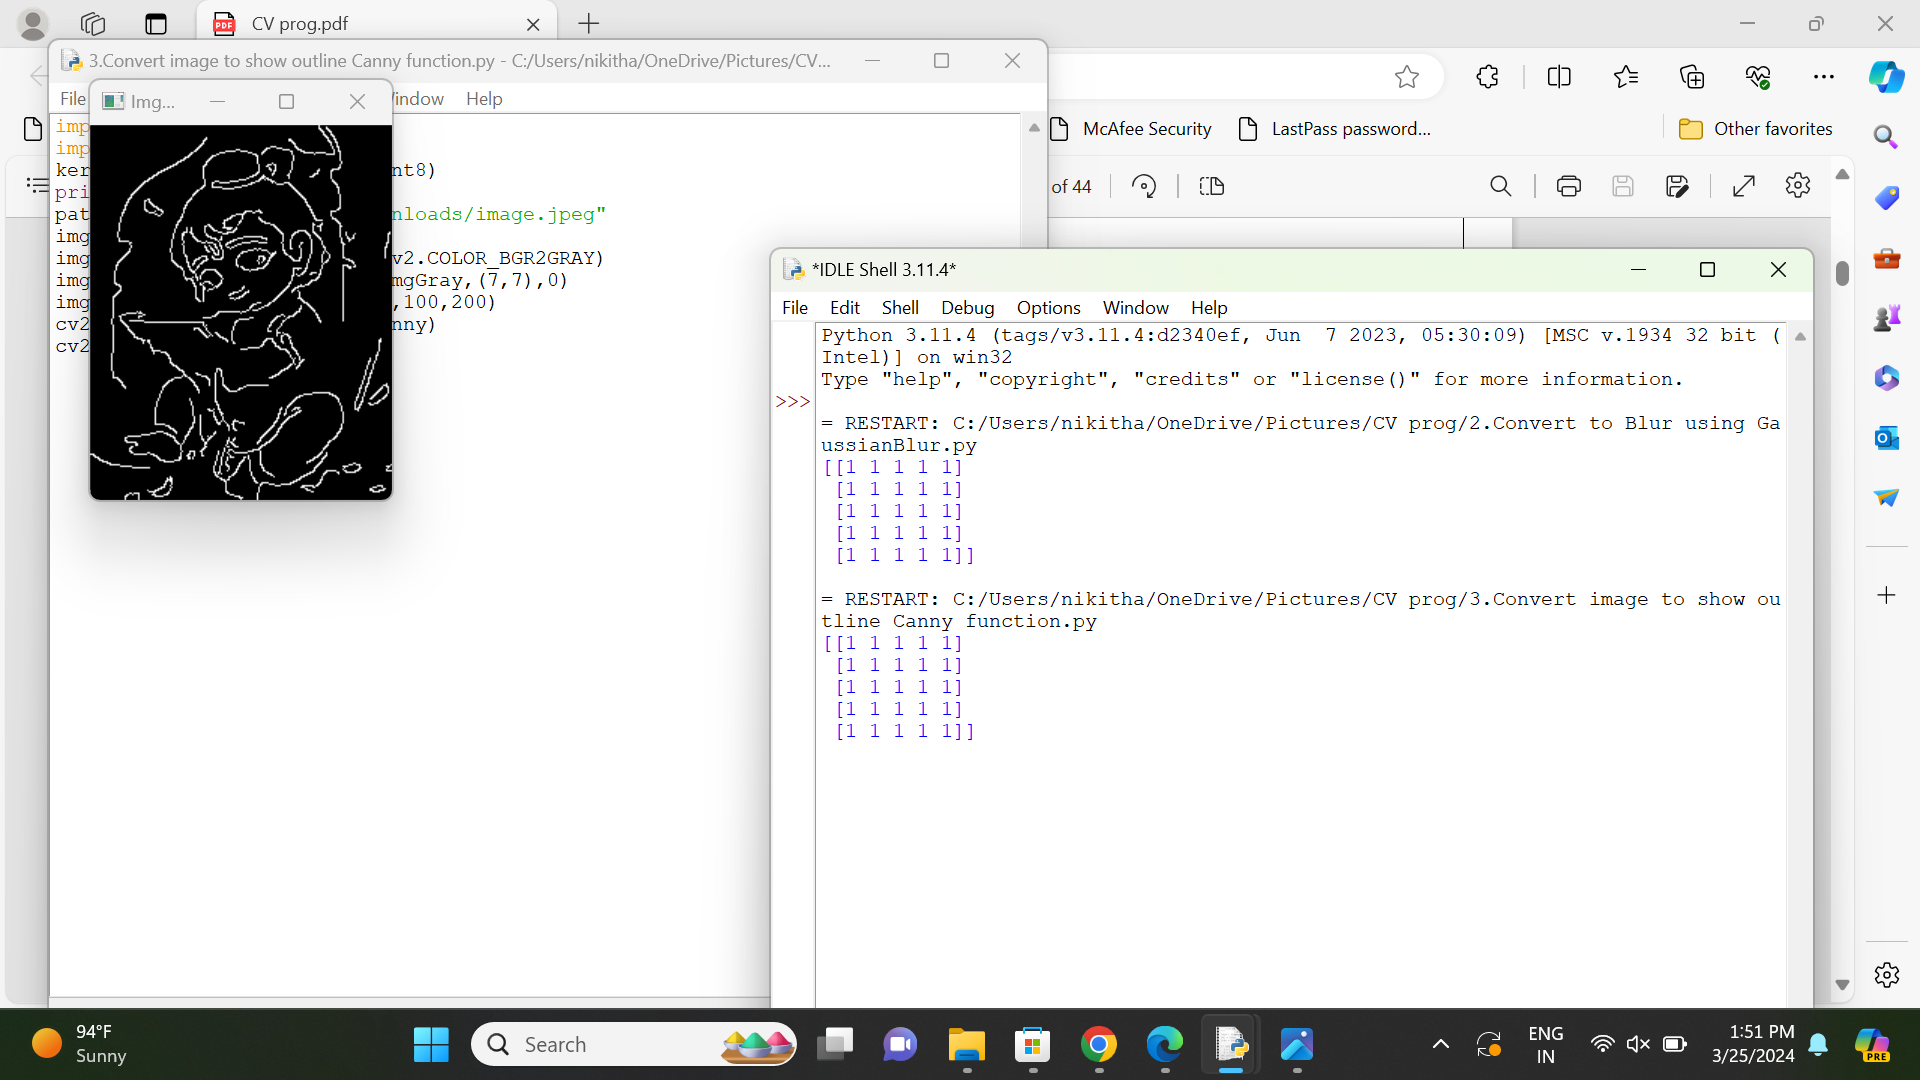 CV prog.pdf
3.Convert image to show outline Canny function.py - C:/Users/nikitha/OneDrive/Pictures/CV...
File
indow Help
Img...
imp
imp
ker nt8)
pri
pat nloads/image.jpeg"
img
img v2.COLOR_BGR2GRAY)
img mgGray,(7,7),0)
img ,100,200)
cv2 nny)
cv2
McAfee Security
LastPass password...
Other favorites
of 44
*IDLE Shell 3.11.4*
File Edit Shell Debug Options Window Help
Python 3.11.4 (tags/v3.11.4:d2340ef, Jun  7 2023, 05:30:09) [MSC v.1934 32 bit (
Intel)] on win32
Type "help", "copyright", "credits" or "license()" for more information.
>>>
= RESTART: C:/Users/nikitha/OneDrive/Pictures/CV prog/2.Convert to Blur using Ga
ussianBlur.py
[[1 1 1 1 1]
[1 1 1 1 1]
[1 1 1 1 1]
[1 1 1 1 1]
[1 1 1 1 1]]
= RESTART: C:/Users/nikitha/OneDrive/Pictures/CV prog/3.Convert image to show ou
tline Canny function.py
[[1 1 1 1 1]
[1 1 1 1 1]
[1 1 1 1 1]
[1 1 1 1 1]
[1 1 1 1 1]]
94°F
Sunny
Search
ENG
IN
1:51 PM
3/25/2024
PRE